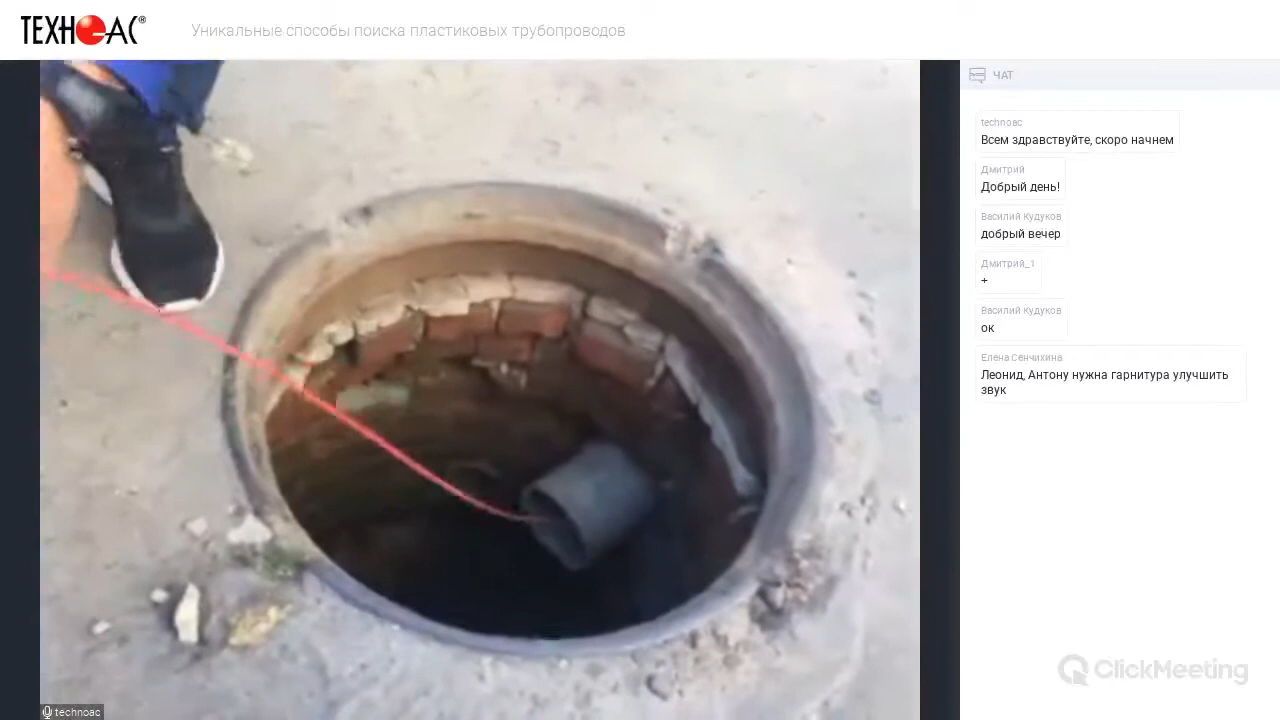 ТЕХНОАС®
Уникальные способы поиска пластиковых трубопроводов
ЧАТ
technoac
Всем здравствуйте, скоро начнем
Дмитрий
Добрый день!
Василий Кудуков
добрый вечер
Дмитрий_1
+
Василий Кудуков
ок
Елена Сенчихина
Леонид, Антону нужна гарнитура улучшить
звук
ClickMeeting
technoac